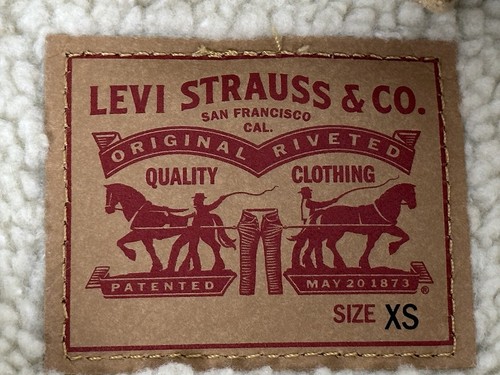 LEVI STRAUSS & CO.
SAN FRANCISCO
CAL.
ORIGINAL RIVETED
QUALITY CLOTHING
PATENTED MAY 20 1873 ®
SIZE XS